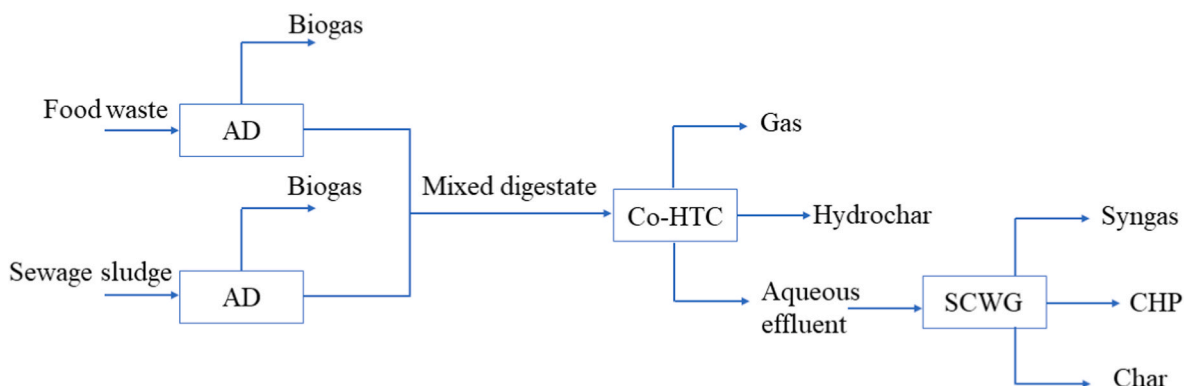 Biogas
Food waste
AD
Gas
Biogas
Mixed digestate
Co-HTC
Hydrochar
Syngas
Sewage sludge
AD
Aqueous
effluent
SCWG
CHP
Char